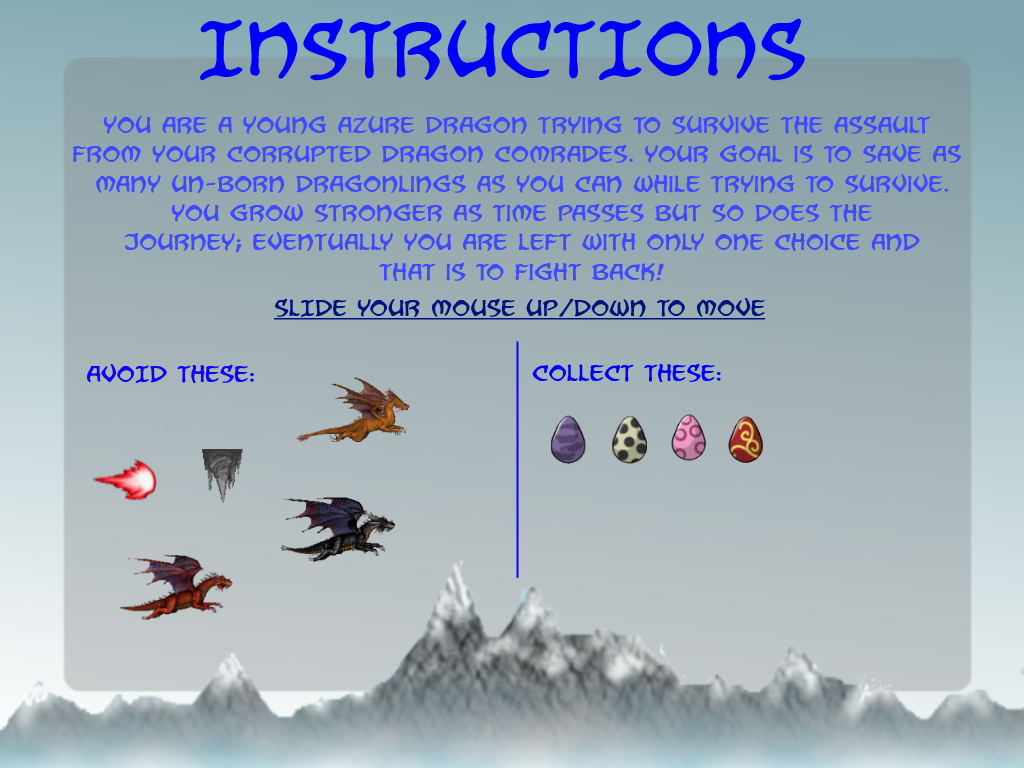 INSTRUCTIONS
YOU ARE A YOUNG AZURE DRAGON TRYING TO SURVIVE THE ASSAULT
FROM YOUR CORRUPTED DRAGON COMRADES. YOUR GOAL IS TO SAVE AS
MANY UN-BORN DRAGONLINGS AS YOU CAN WHILE TRYING TO SURVIVE.
YOU GROW STRONGER AS TIME PASSES BUT SO DOES THE
JOURNEY; EVENTUALLY YOU ARE LEFT WITH ONLY ONE CHOICE AND
THAT IS TO FIGHT BACK!
SLIDE YOUR MOUSE UP/DOWN TO MOVE
AVOID THESE:
COLLECT THESE: